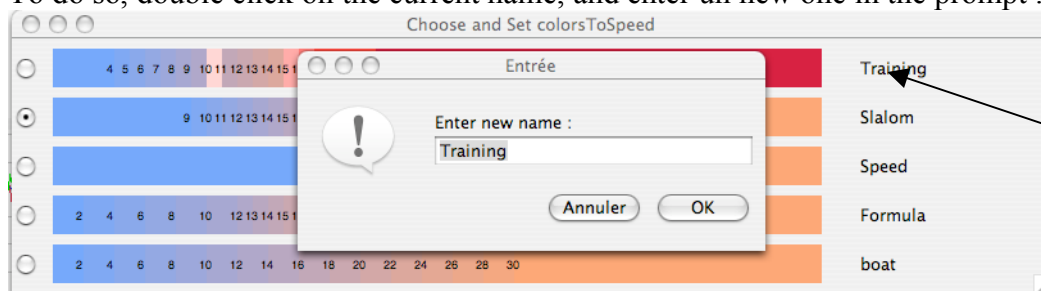 To do so, double click on the current name, and enter an new one in the prompt :
Choose and Set colorsToSpeed
4 5 6 7 8 9 10 11 12 13 14 15 1
Training
Entrée
9 10 11 12 13 14 15 1
Slalom
Enter new name :
Training
Speed
2 4 6 8 10 12 13 14 15 1
Annuler
OK
Formula
2 4 6 8 10 12 14 16 18 20 22 24 26 28 30
boat